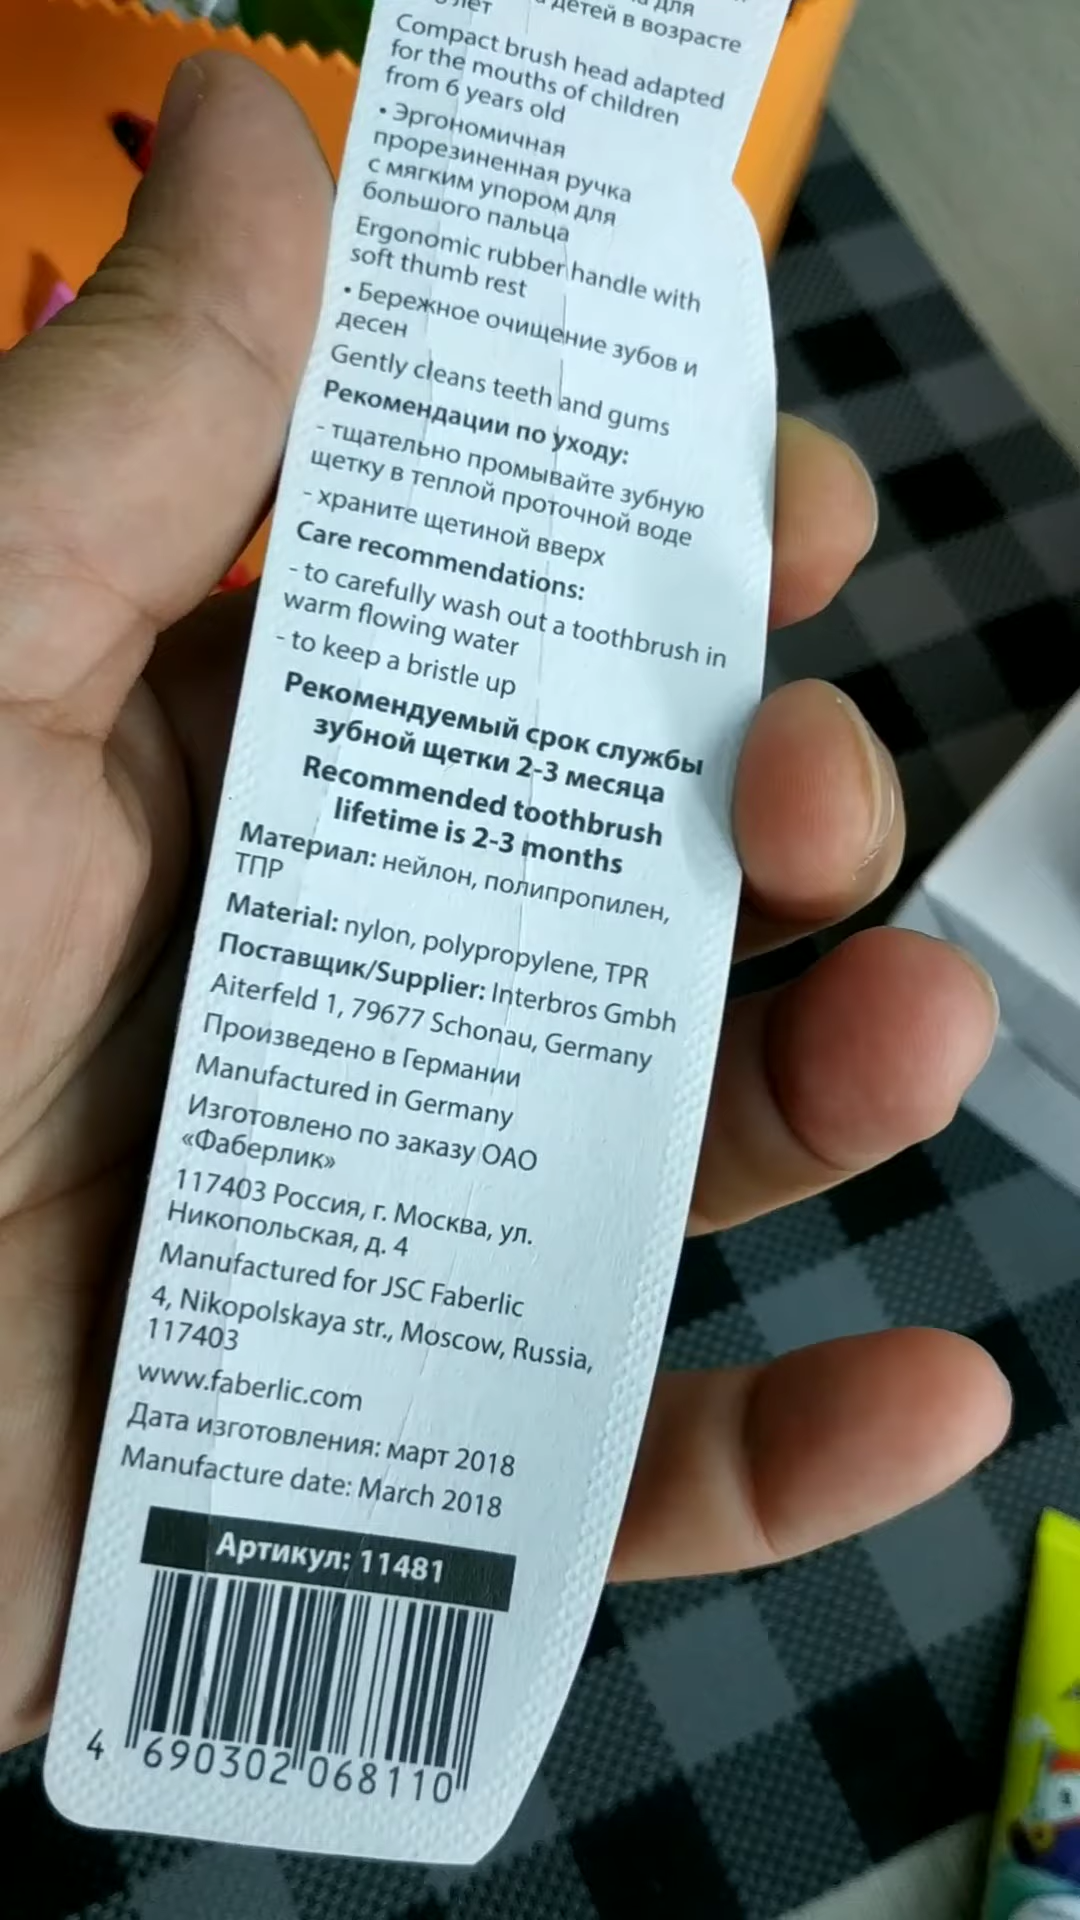 для
лет
детей в возрасте
Compact brush head adapted
for the mouths of children
from 6 years old
• Эргономичная
прорезиненная ручка
с мягким упором для
большого пальца
Ergonomic rubber handle with
soft thumb rest
• Бережное очищение зубов и
десен
Gently cleans teeth and gums
Рекомендации по уходу:
- тщательно промывайте зубную
щетку в теплой проточной воде
- храните щетиной вверх
Care recommendations:
- to carefully wash out a toothbrush in
warm flowing water
- to keep a bristle up
Рекомендуемый срок службы
зубной щетки 2-3 месяца
Recommended toothbrush
lifetime is 2-3 months
Материал: нейлон, полипропилен,
ТПР
Material: nylon, polypropylene, TPR
Поставщик/Supplier: Interbros Gmbh
Aiterfeld 1, 79677 Schonau, Germany
Произведено в Германии
Manufactured in Germany
Изготовлено по заказу ОАО
«Фаберлик»
117403 Россия, г. Москва, ул.
Никопольская, д. 4
Manufactured for JSC Faberlic
4, Nikopolskaya str., Moscow, Russia,
117403
www.faberlic.com
Дата изготовления: март 2018
Manufacture date: March 2018
Артикул: 11481
4 690302 068110